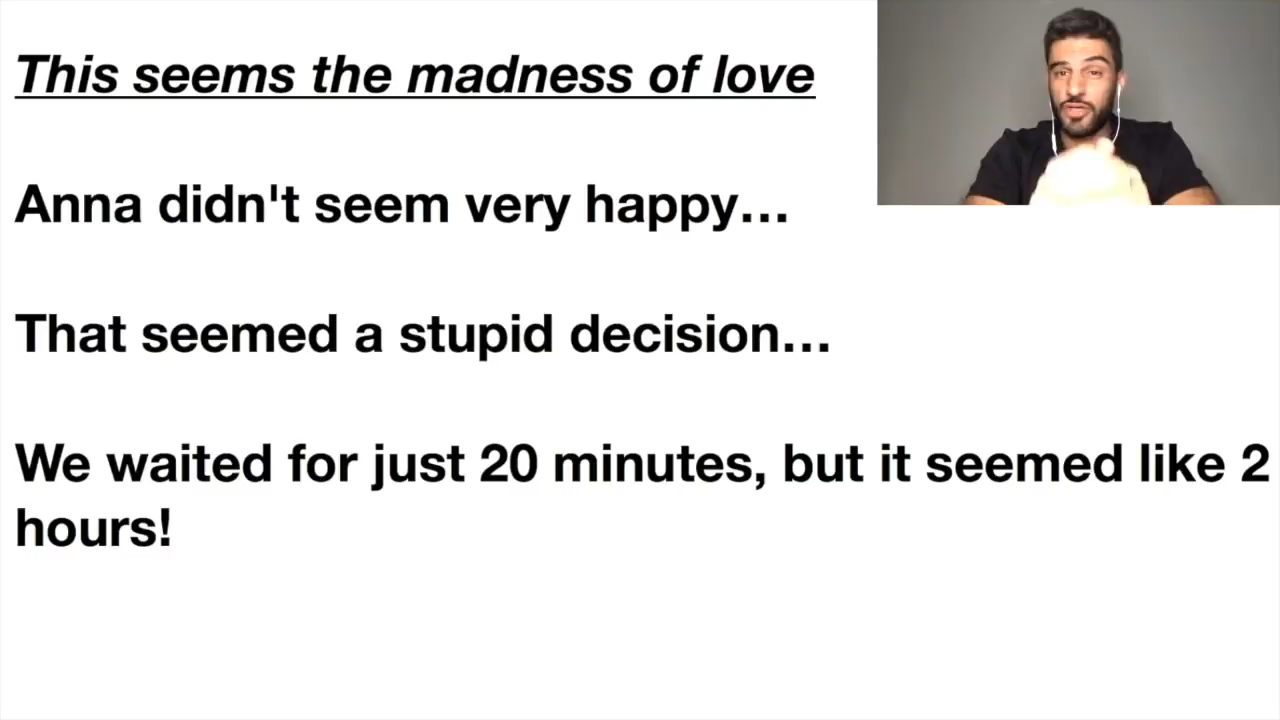 This seems the madness of love
Anna didn't seem very happy…
That seemed a stupid decision…
We waited for just 20 minutes, but it seemed like 2
hours!